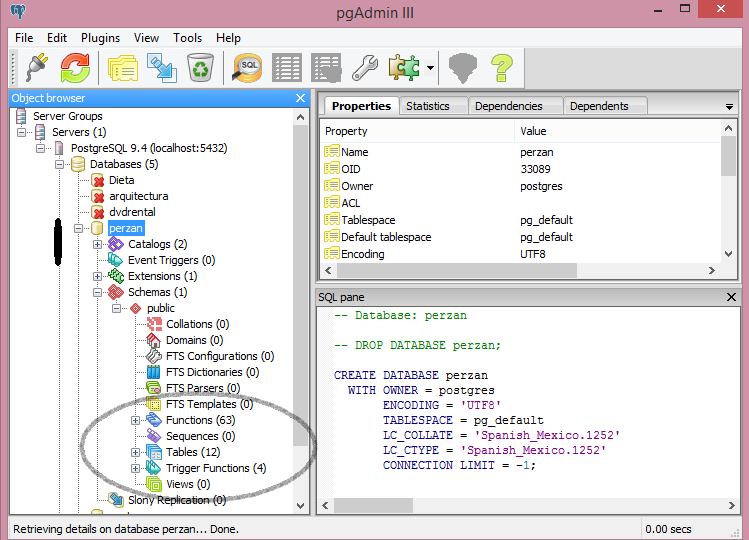 pgAdmin III
File Edit Plugins View Tools Help
SQL
Object browser
Server Groups
Servers (1)
PostgreSQL 9.4 (localhost:5432)
Databases (5)
Dieta
arquitectura
dvdrental
perzan
Catalogs (2)
Event Triggers (0)
Extensions (1)
Schemas (1)
public
Collations (0)
Domains (0)
FTS Configurations (0)
FTS Dictionaries (0)
FTS Parsers (0)
FTS Templates (0)
Functions (63)
Sequences (0)
Tables (12)
Trigger Functions (4)
Views (0)
Slony Replication (0)
Properties Statistics Dependencies Dependents
Property Value
Name perzan
OID 33089
Owner postgres
ACL
Tablespace pg_default
Default tablespace pg_default
Encoding UTF8
SQL pane
-- Database: perzan
-- DROP DATABASE perzan;
CREATE DATABASE perzan
WITH OWNER = postgres
ENCODING = 'UTF8'
TABLESPACE = pg_default
LC_COLLATE = 'Spanish_Mexico.1252'
LC_CTYPE = 'Spanish_Mexico.1252'
CONNECTION LIMIT = -1;
Retrieving details on database perzan... Done. 0.00 secs